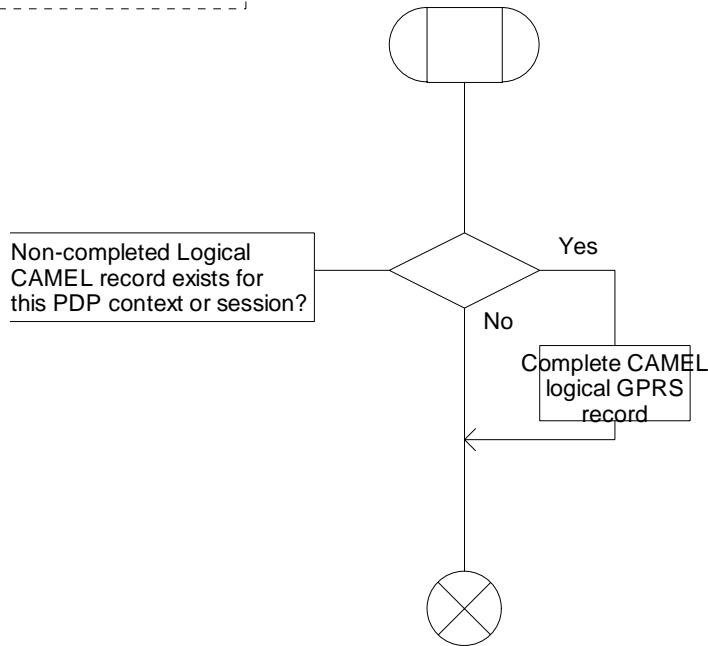 Non-completed Logical
CAMEL record exists for
this PDP context or session?
Yes
No
Complete CAMEL
logical GPRS
record